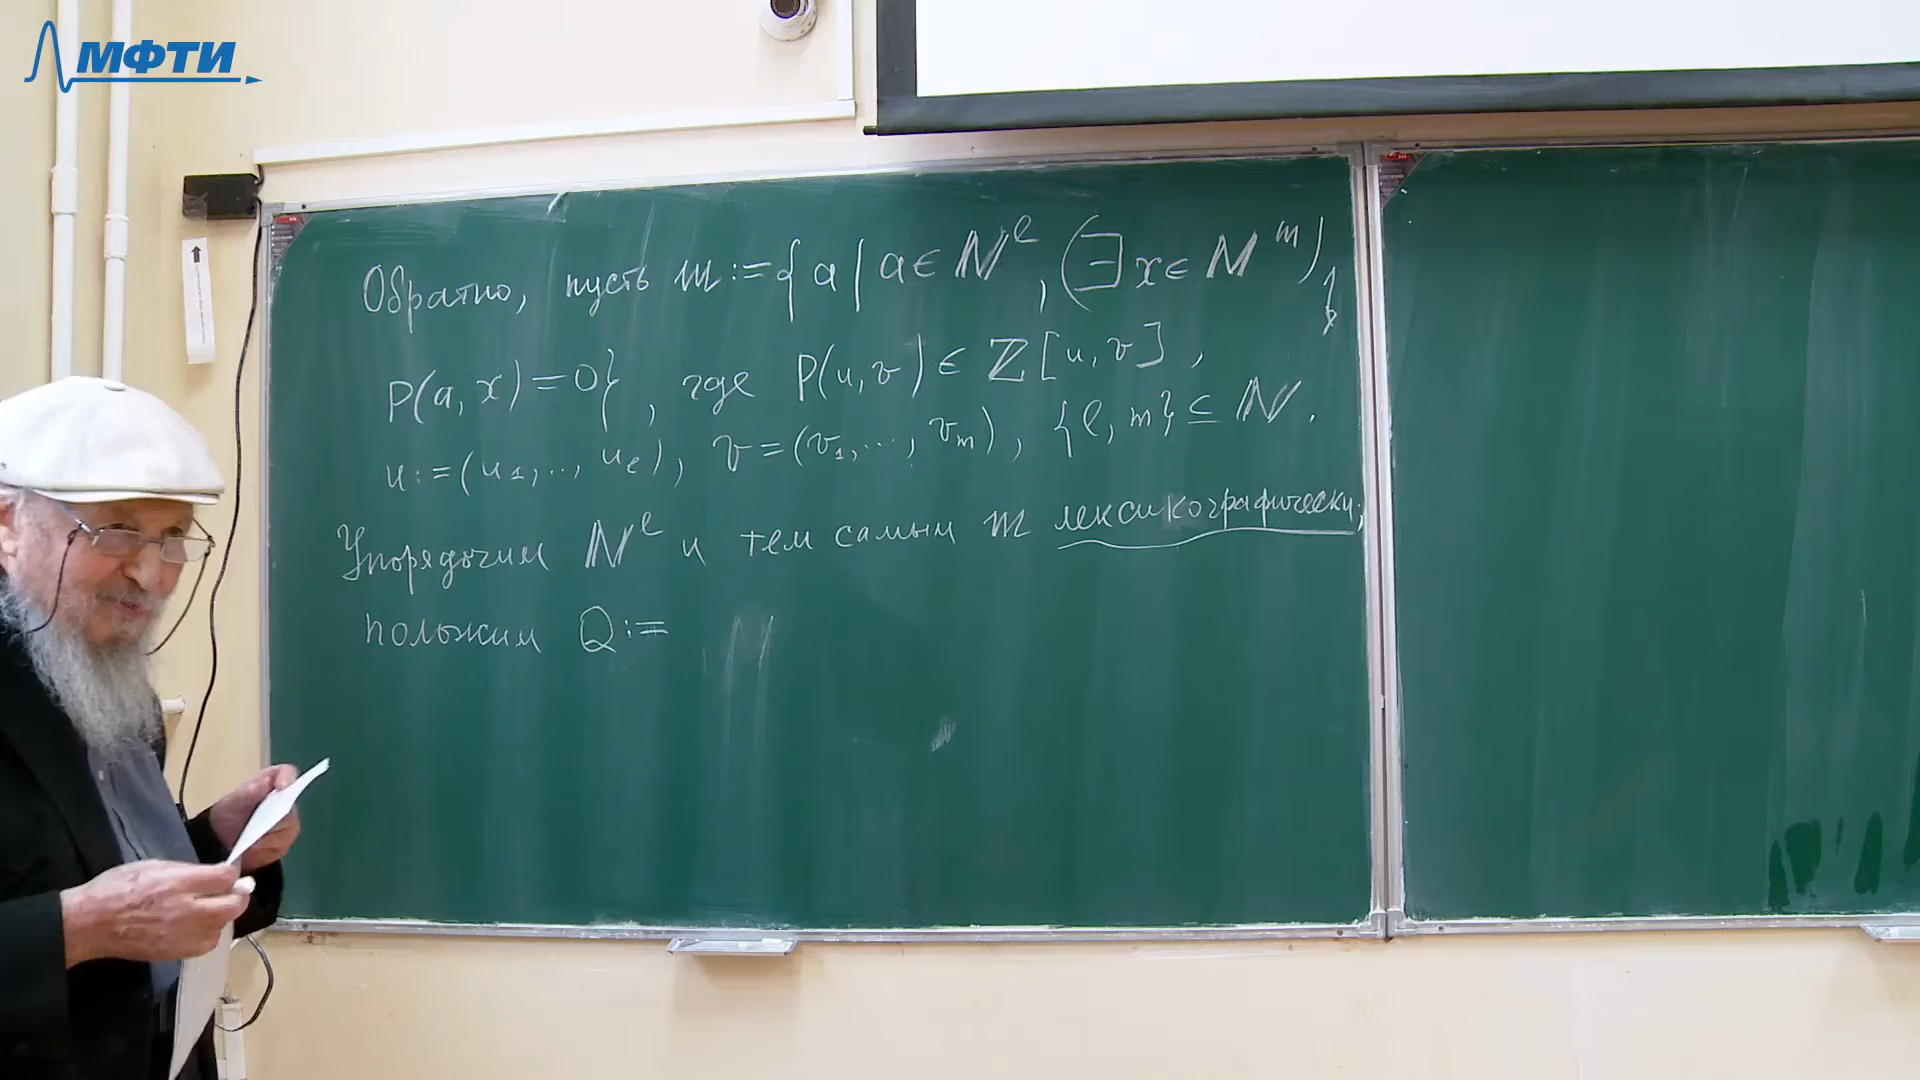 МФТИ
Обратно, пусть m := { a | a ∈ ℕ^l, (∃ x ∈ ℕ^m)
P(a, x) = 0 }, где P(u, v) ∈ ℤ[u, v],
u := (u₁, .., u_l), v = (v₁, ..., v_m), {l, m} ⊆ ℕ.
Упорядочим ℕ^l и тем самым m лексикографически;
положим Q :=